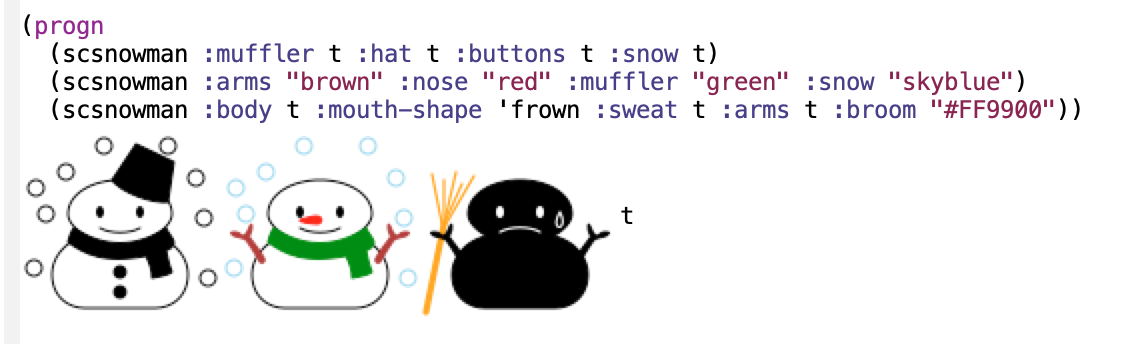 (progn
  (scsnowman :muffler t :hat t :buttons t :snow t)
  (scsnowman :arms "brown" :nose "red" :muffler "green" :snow "skyblue")
  (scsnowman :body t :mouth-shape 'frown :sweat t :arms t :broom "#FF9900"))
t